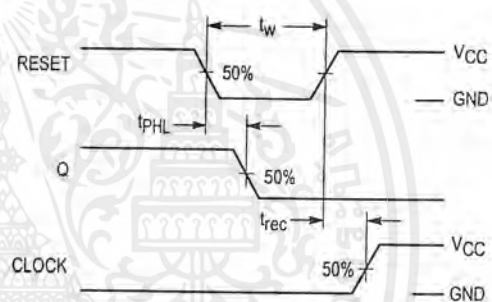 tw
RESET
50%
VCC
GND
tPHL
Q
50%
trec
CLOCK
50%
VCC
GND